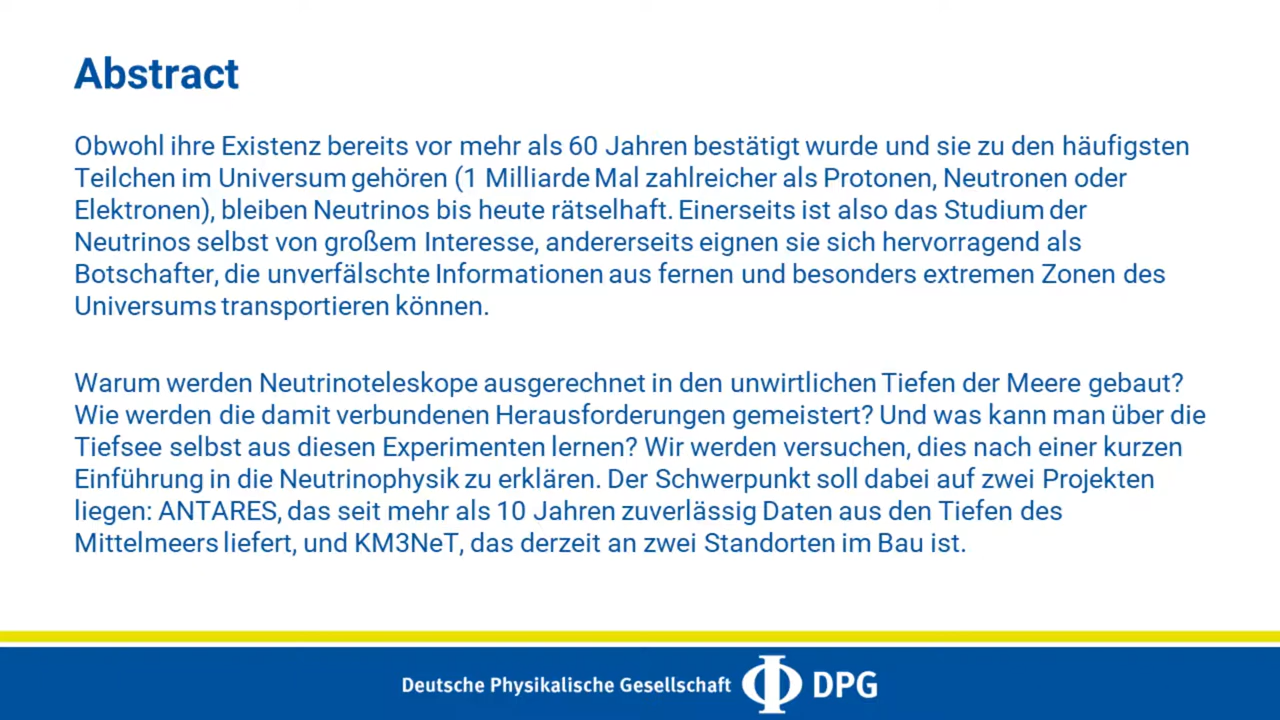 Abstract
Obwohl ihre Existenz bereits vor mehr als 60 Jahren bestätigt wurde und sie zu den häufigsten
Teilchen im Universum gehören (1 Milliarde Mal zahlreicher als Protonen, Neutronen oder
Elektronen), bleiben Neutrinos bis heute rätselhaft. Einerseits ist also das Studium der
Neutrinos selbst von großem Interesse, andererseits eignen sie sich hervorragend als
Botschafter, die unverfälschte Informationen aus fernen und besonders extremen Zonen des
Universums transportieren können.
Warum werden Neutrinoteleskope ausgerechnet in den unwirtlichen Tiefen der Meere gebaut?
Wie werden die damit verbundenen Herausforderungen gemeistert? Und was kann man über die
Tiefsee selbst aus diesen Experimenten lernen? Wir werden versuchen, dies nach einer kurzen
Einführung in die Neutrinophysik zu erklären. Der Schwerpunkt soll dabei auf zwei Projekten
liegen: ANTARES, das seit mehr als 10 Jahren zuverlässig Daten aus den Tiefen des
Mittelmeers liefert, und KM3NeT, das derzeit an zwei Standorten im Bau ist.
Deutsche Physikalische Gesellschaft DPG